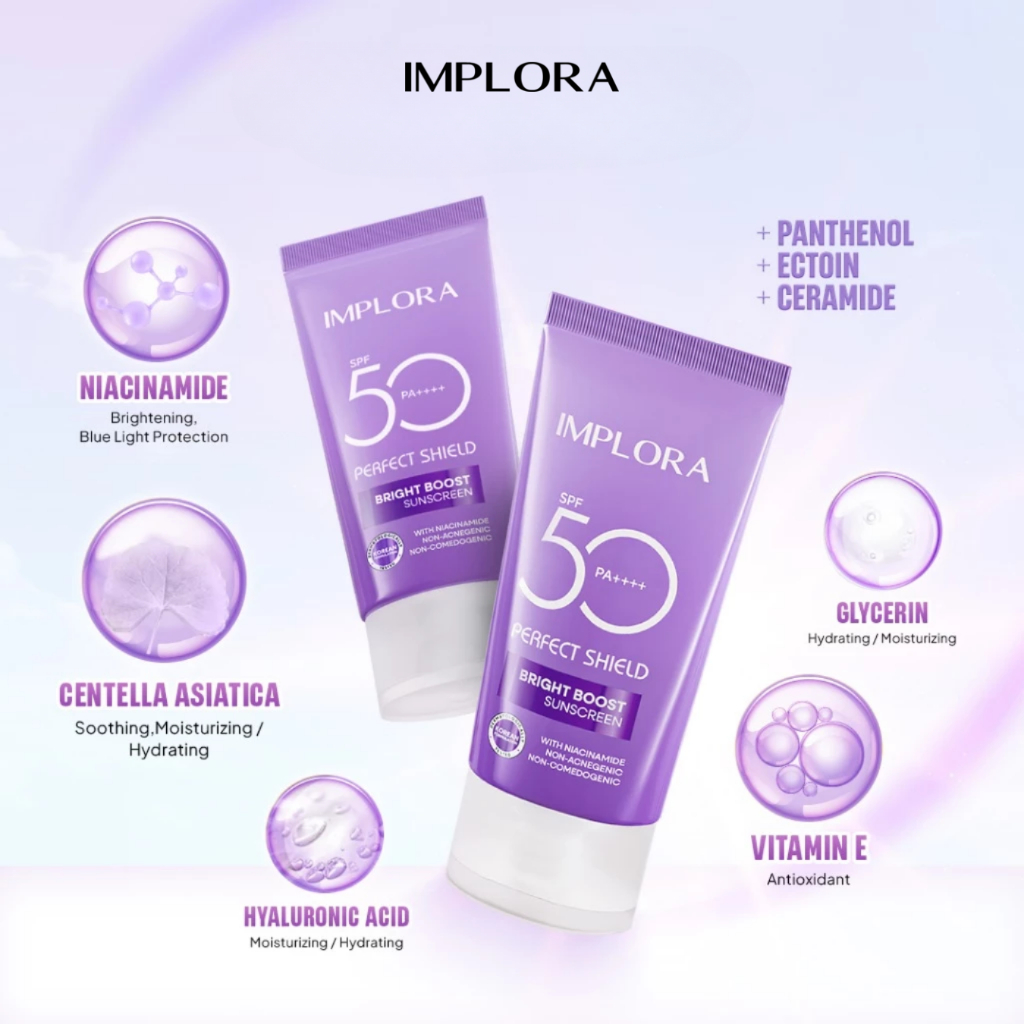 IMPLORA
+ PANTHENOL
+ ECTOIN
+ CERAMIDE
NIACINAMIDE
Brightening,
Blue Light Protection
CENTELLA ASIATICA
Soothing,Moisturizing /
Hydrating
HYALURONIC ACID
Moisturizing / Hydrating
GLYCERIN
Hydrating / Moisturizing
VITAMIN E
Antioxidant
IMPLORA
SPF
50
PA++++
PERFECT SHIELD
BRIGHT BOOST
SUNSCREEN
WITH NIACINAMIDE
NON-ACNEGENIC
NON-COMEDOGENIC
KOREAN
IMPLORA
SPF
50
PA++++
PERFECT SHIELD
BRIGHT BOOST
SUNSCREEN
WITH NIACINAMIDE
NON-ACNEGENIC
NON-COMEDOGENIC
KOREAN